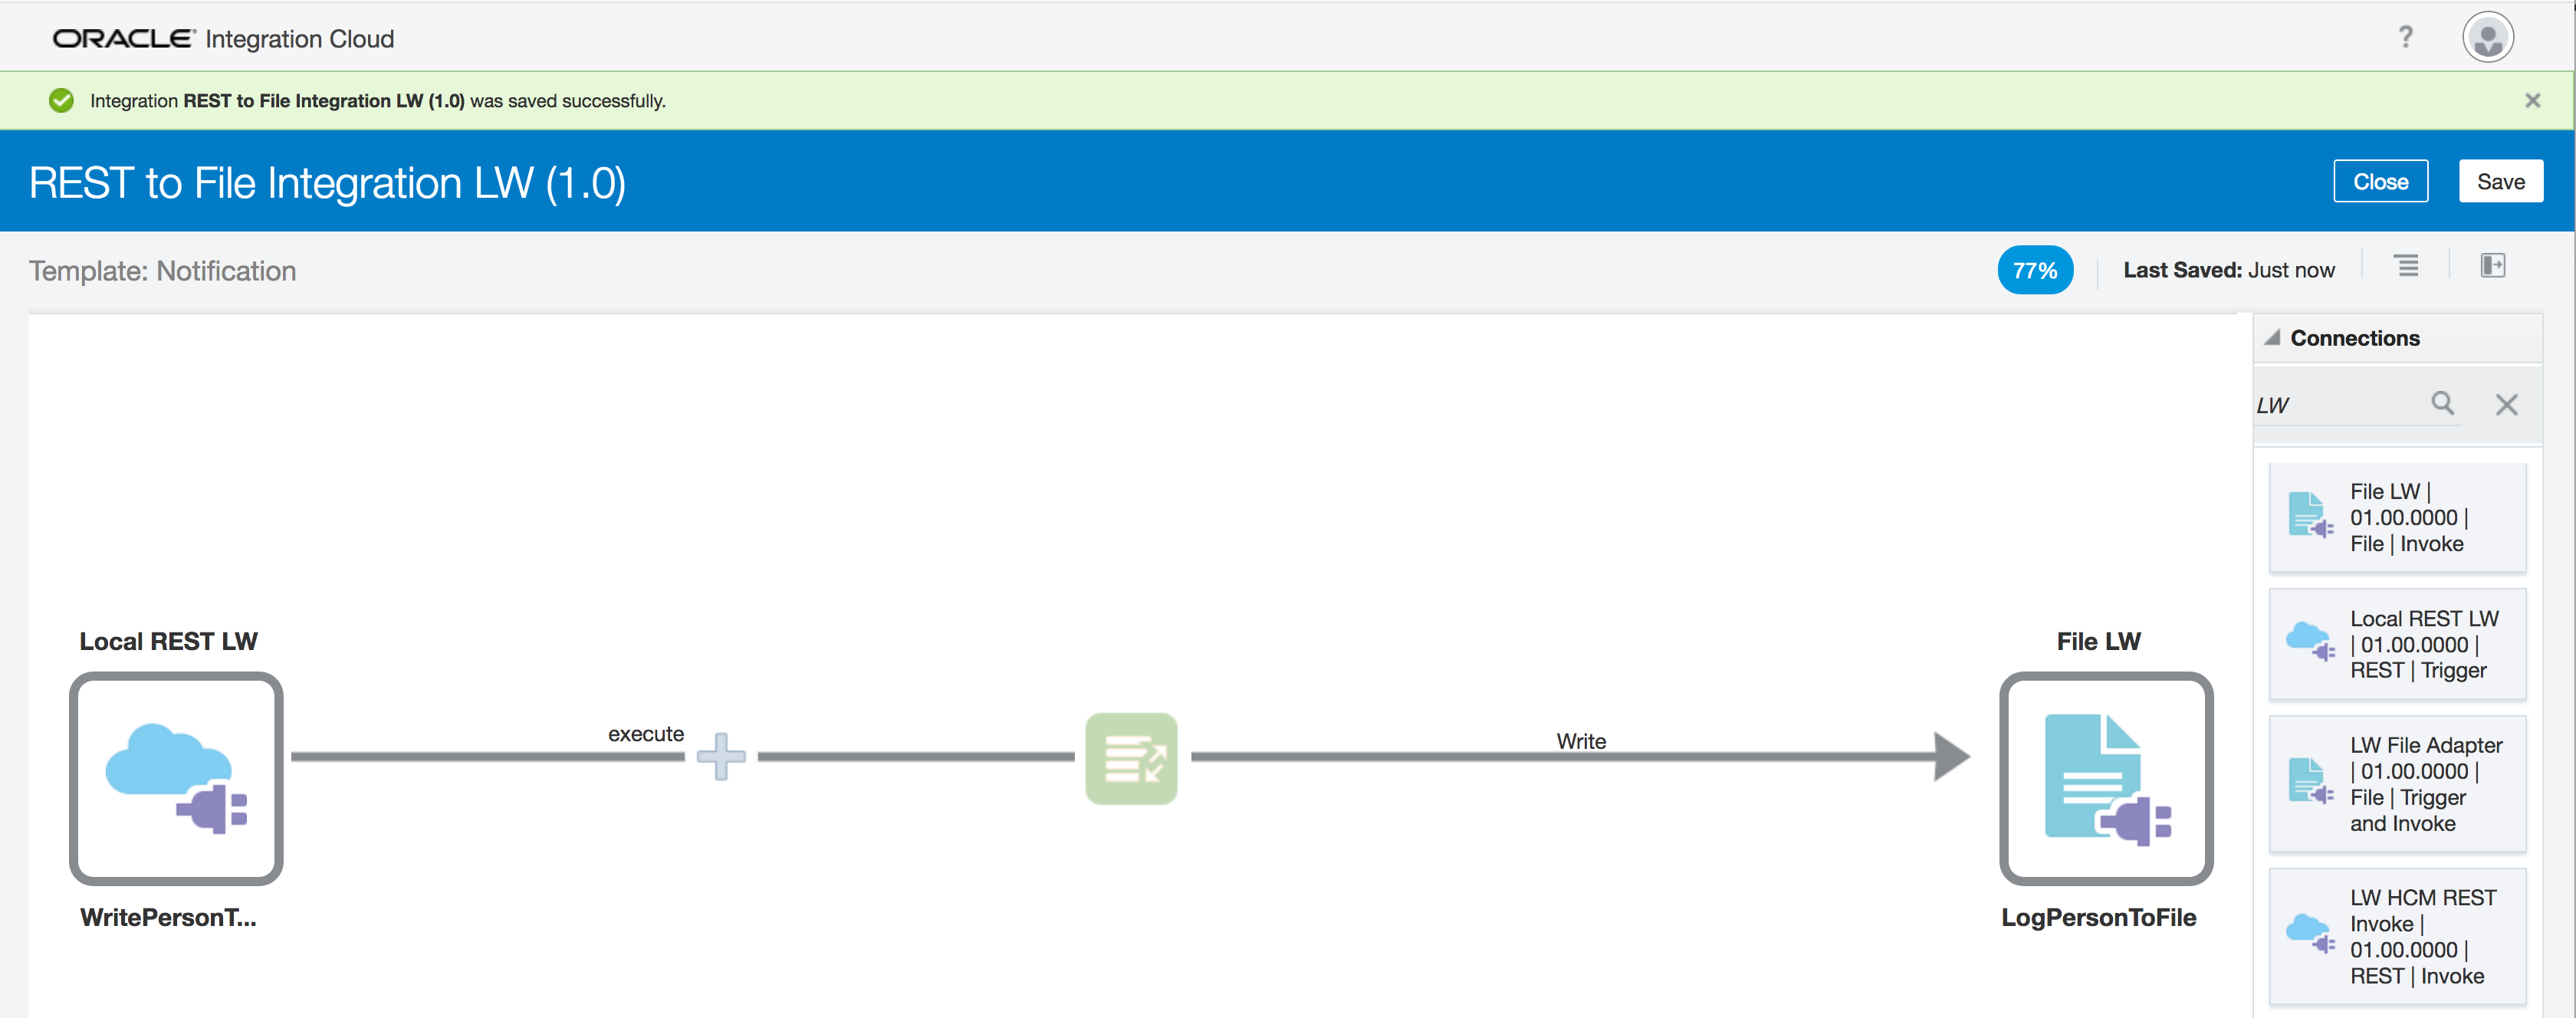 ORACLE Integration Cloud
?
Integration REST to File Integration LW (1.0) was saved successfully.
REST to File Integration LW (1.0)
Close
Save
Template: Notification
77%
Last Saved: Just now
Connections
LW
File LW |
01.00.0000 |
File | Invoke
Local REST LW
| 01.00.0000 |
REST | Trigger
LW File Adapter
| 01.00.0000 |
File | Trigger
and Invoke
LW HCM REST
Invoke |
01.00.0000 |
REST | Invoke
Local REST LW
WritePersonT...
execute
Write
File LW
LogPersonToFile